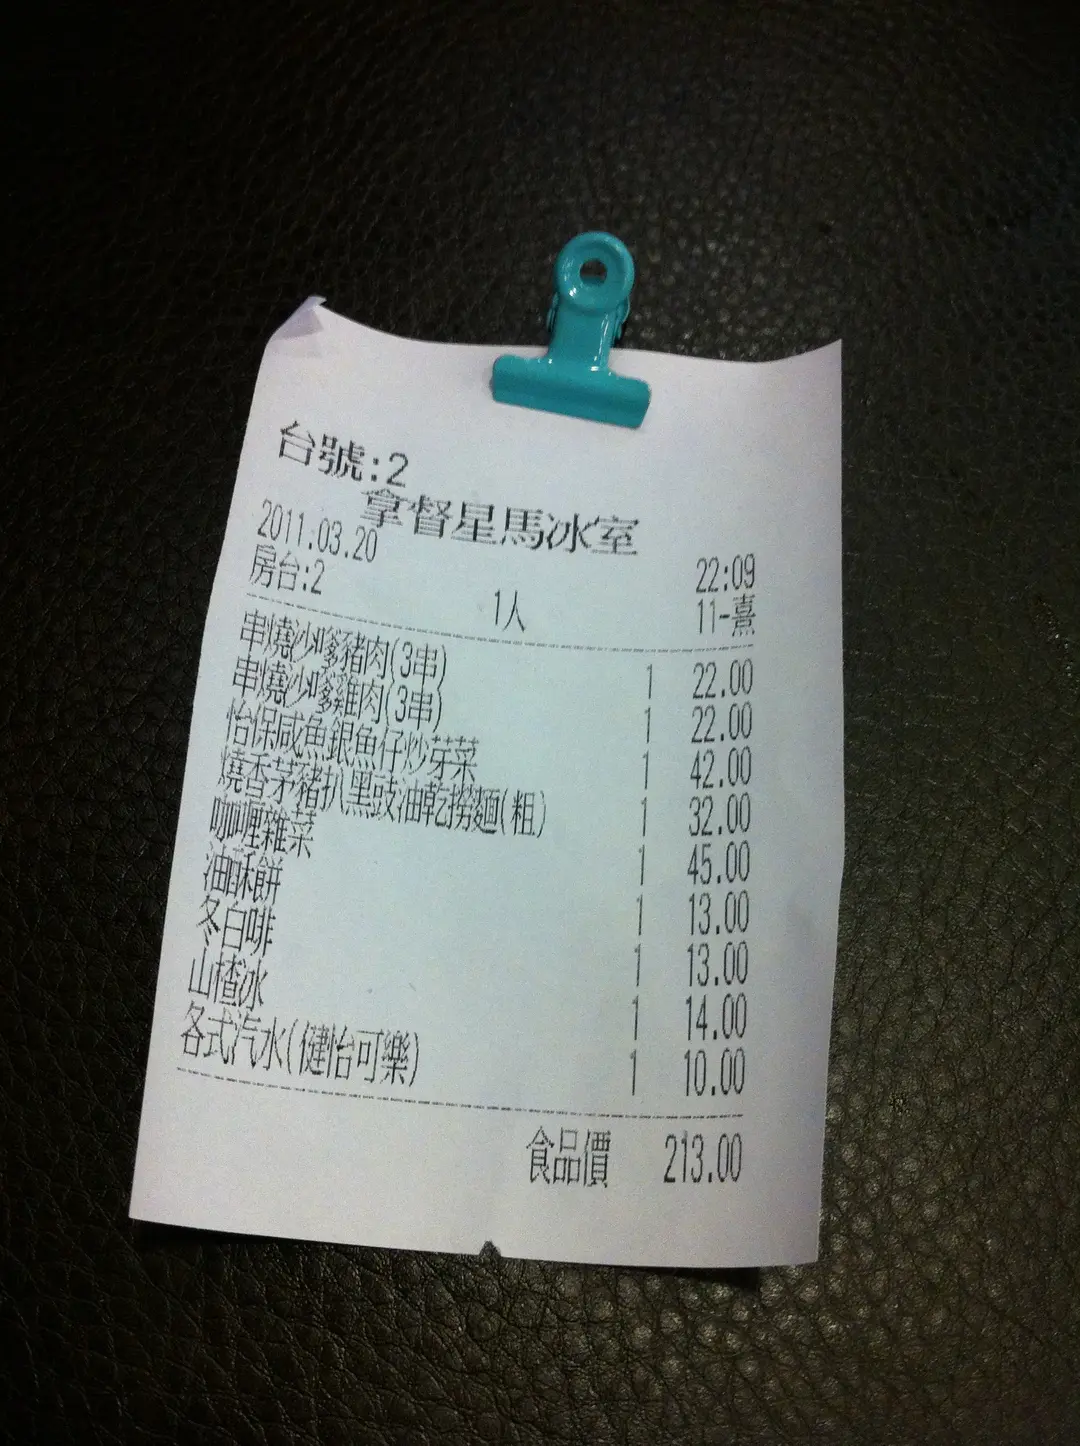 台號:2
拿督星馬冰室
2011.03.20 22:09
房台:2 1人 11-熹
串燒沙嗲豬肉(3串) 1 22.00
串燒沙嗲雞肉(3串) 1 22.00
怡保咸魚銀魚仔炒芽菜 1 42.00
燒香茅豬扒黑豉油乾撈麵(粗) 1 32.00
咖喱雜菜 1 45.00
油酥餅 1 13.00
冬白啡 1 13.00
山楂冰 1 14.00
各式汽水(健怡可樂) 1 10.00
食品價 213.00